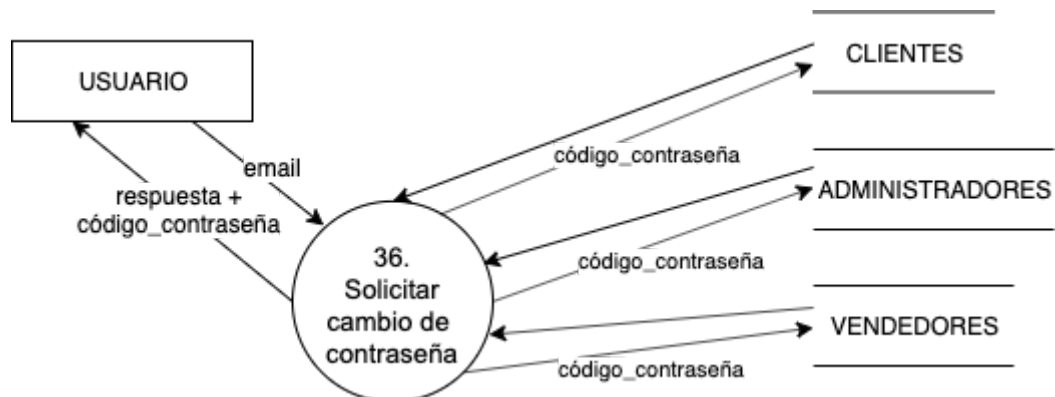 USUARIO
CLIENTES
email
código_contraseña
respuesta +
código_contraseña
ADMINISTRADORES
36.
Solicitar
cambio de
contraseña
código_contraseña
VENDEDORES
código_contraseña